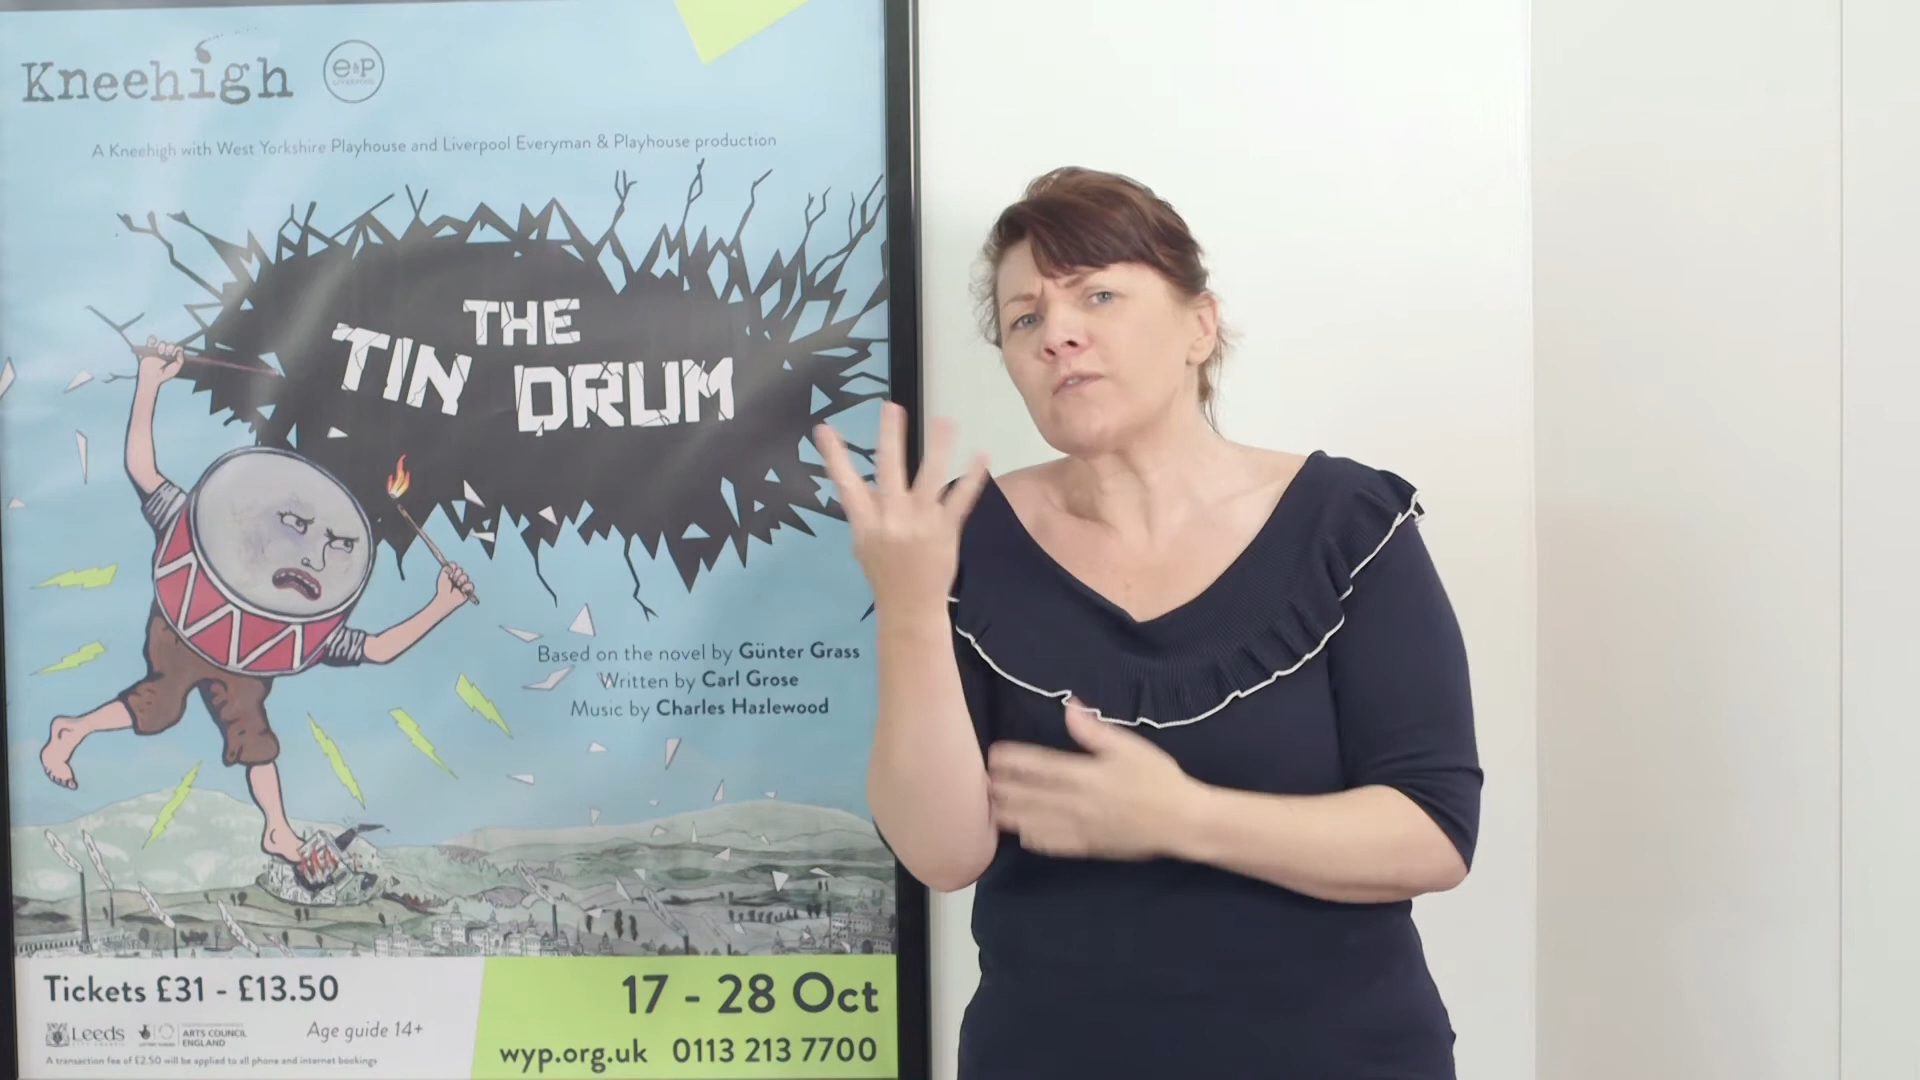 Kneehigh
e&p
A Kneehigh with West Yorkshire Playhouse and Liverpool Everyman & Playhouse production
THE
TIN DRUM
Based on the novel by Günter Grass
Written by Carl Grose
Music by Charles Hazlewood
Tickets £31 - £13.50
17 - 28 Oct
Leeds
ARTS COUNCIL
ENGLAND
Age guide 14+
wyp.org.uk 0113 213 7700
A transaction fee of £2.50 will be applied to all phone and internet bookings